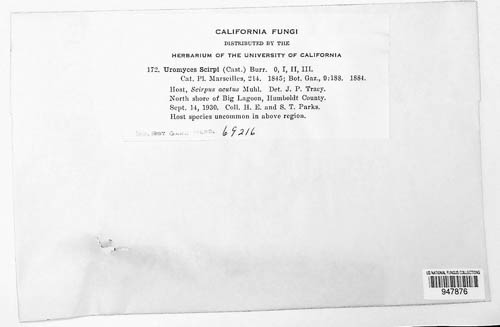 CALIFORNIA FUNGI
DISTRIBUTED BY THE
HERBARIUM OF THE UNIVERSITY OF CALIFORNIA
172. Uromyces Scirpi (Cast.) Burr. 0, I, II, III.
Cat. Pl. Marseilles, 214. 1845; Bot. Gaz., 9:188. 1884.
Host, Scirpus acutus Muhl. Det. J. P. Tracy.
North shore of Big Lagoon, Humboldt County.
Sept. 14, 1930. Coll. H. E. and S. T. Parks.
Host species uncommon in above region.
69216
US NATIONAL FUNGUS COLLECTIONS
947876